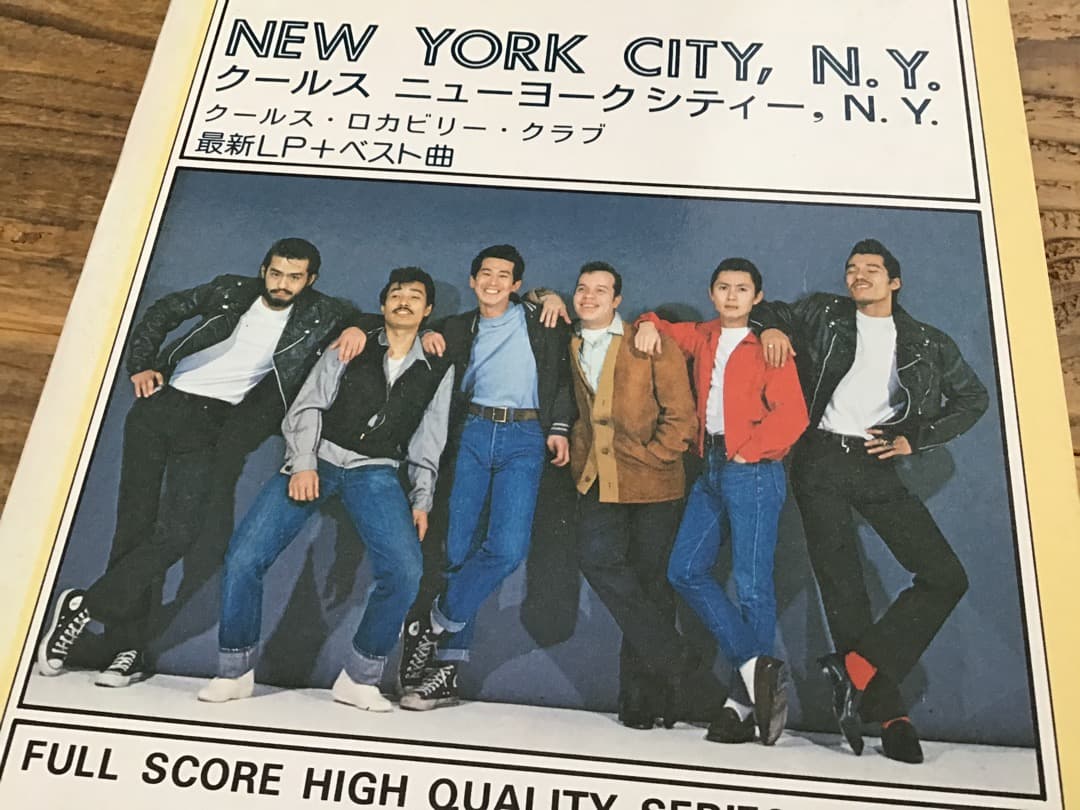 NEW YORK CITY, N.Y.
クールス ニューヨークシティー, N.Y.
クールス・ロカビリー・クラブ
最新LP+ベスト曲
FULL SCORE HIGH QUALITY SERIES